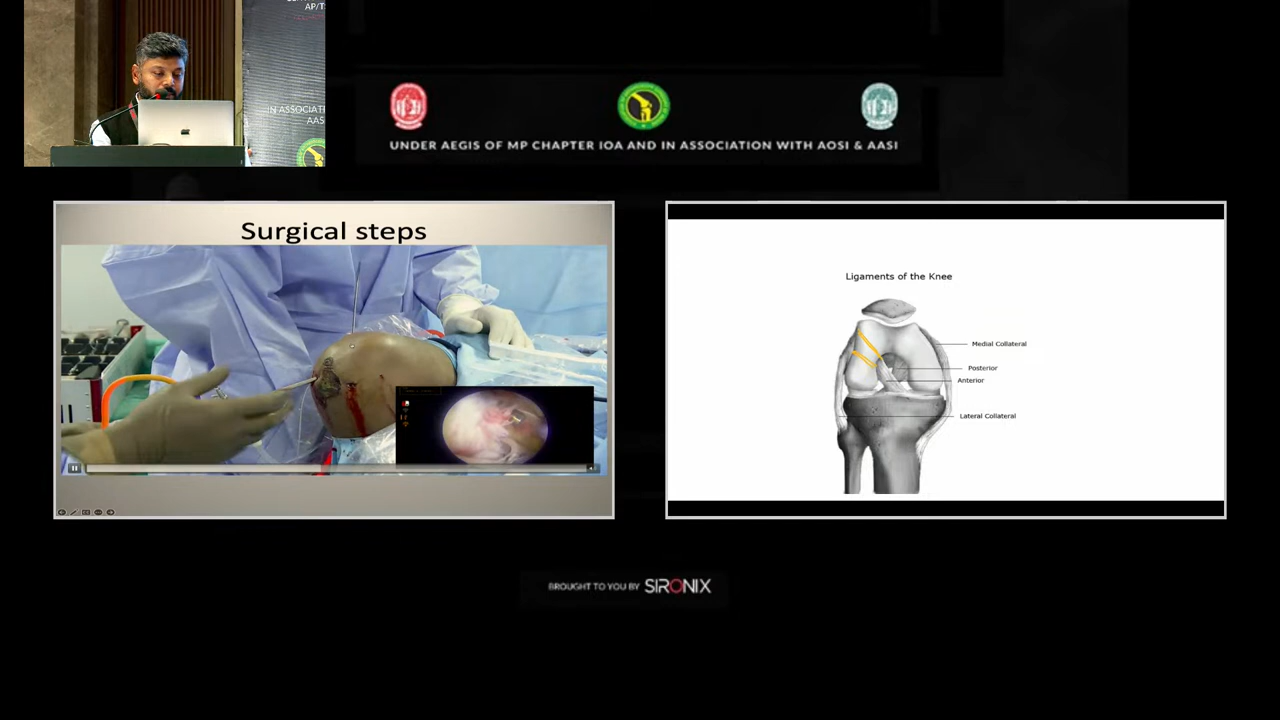 AP/T
IN ASSOCIAT
AAS
UNDER AEGIS OF MP CHAPTER IOA AND IN ASSOCIATION WITH AOSI & AASI
Surgical steps
Ligaments of the Knee
Medial Collateral
Posterior
Anterior
Lateral Collateral
BROUGHT TO YOU BY SIRONIX